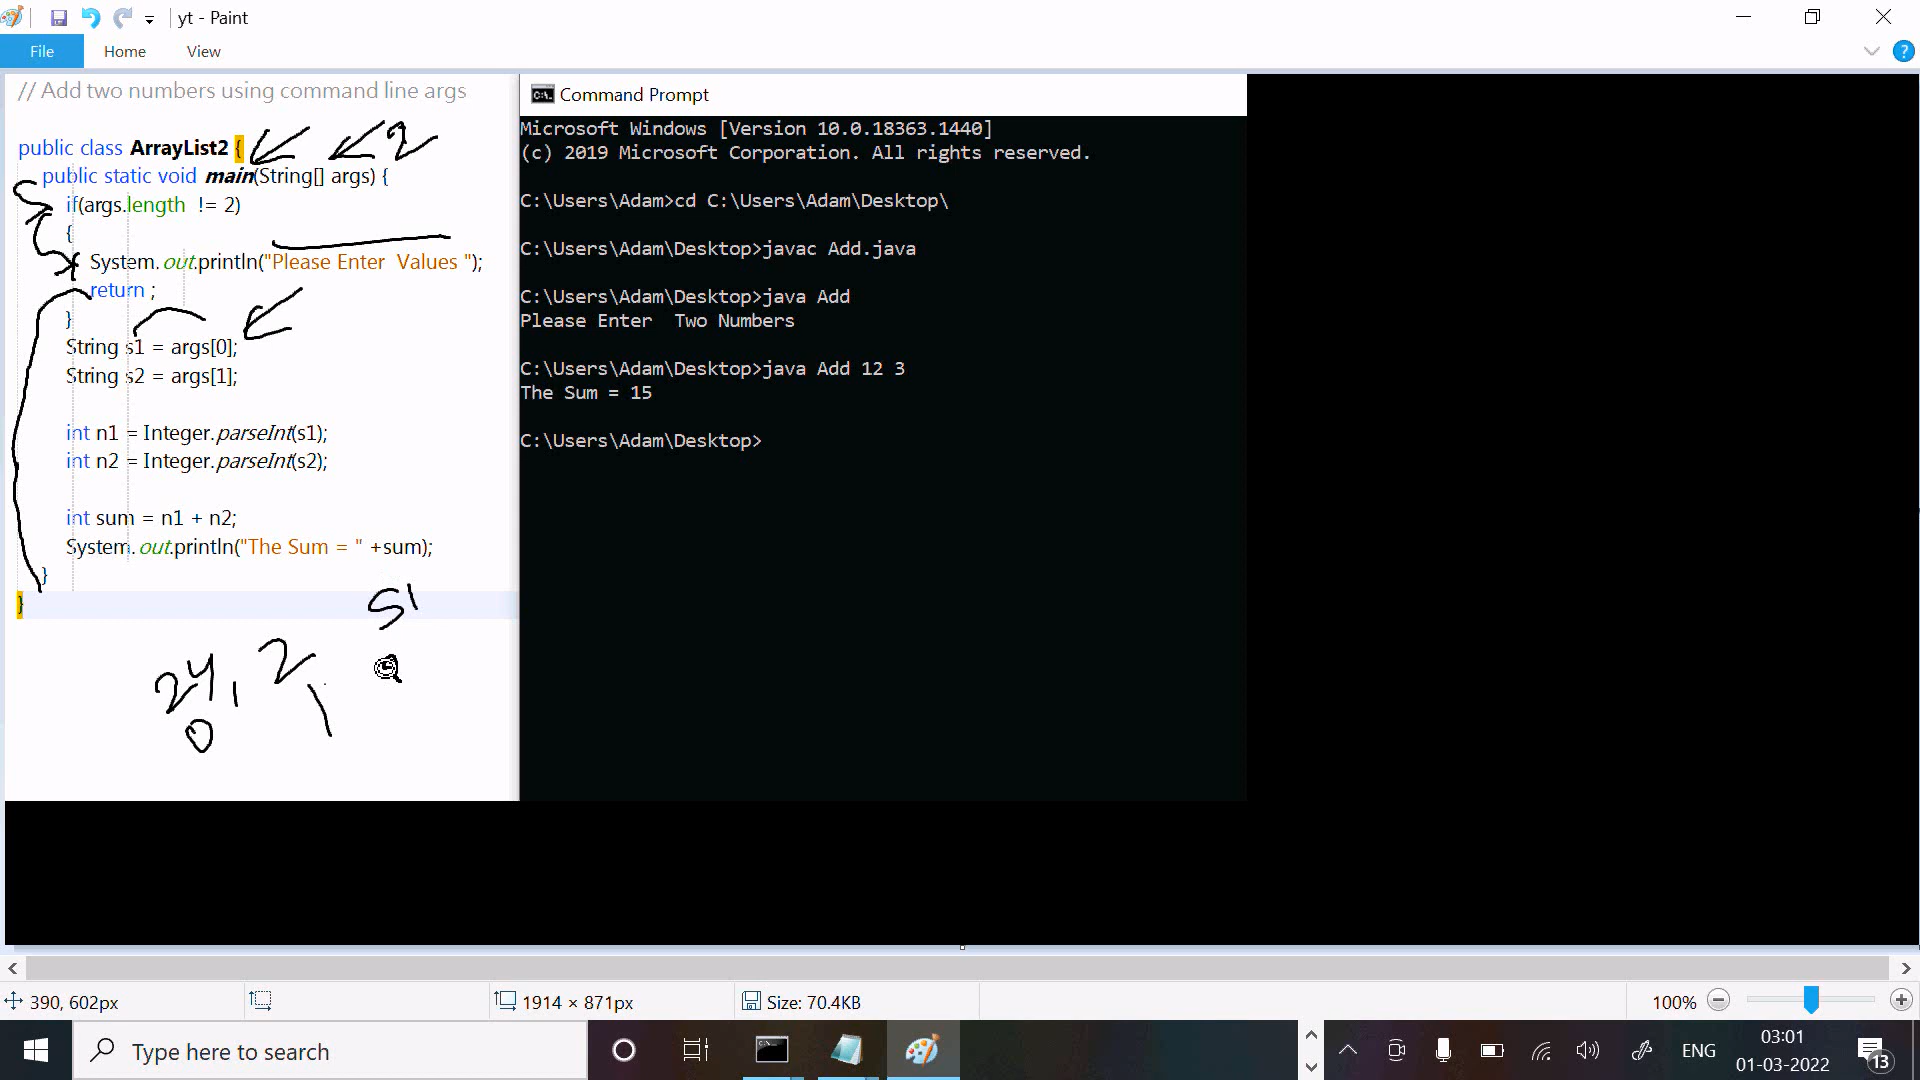 yt - Paint
File Home View
// Add two numbers using command line args
public class ArrayList2 {
2
public static void main(String[] args) {
if(args.length != 2)
{
System.out.println("Please Enter  Values ");
return ;
}
String s1 = args[0];
String s2 = args[1];
int n1 = Integer.parseInt(s1);
int n2 = Integer.parseInt(s2);
int sum = n1 + n2;
System.out.println("The Sum = " +sum);
}
}
S1
24, 2
0 1
Command Prompt
Microsoft Windows [Version 10.0.18363.1440]
(c) 2019 Microsoft Corporation. All rights reserved.
C:\Users\Adam>cd C:\Users\Adam\Desktop\
C:\Users\Adam\Desktop>javac Add.java
C:\Users\Adam\Desktop>java Add
Please Enter  Two Numbers
C:\Users\Adam\Desktop>java Add 12 3
The Sum = 15
C:\Users\Adam\Desktop>
390, 602px 1914 × 871px Size: 70.4KB 100%
Type here to search ENG 03:01
01-03-2022 13